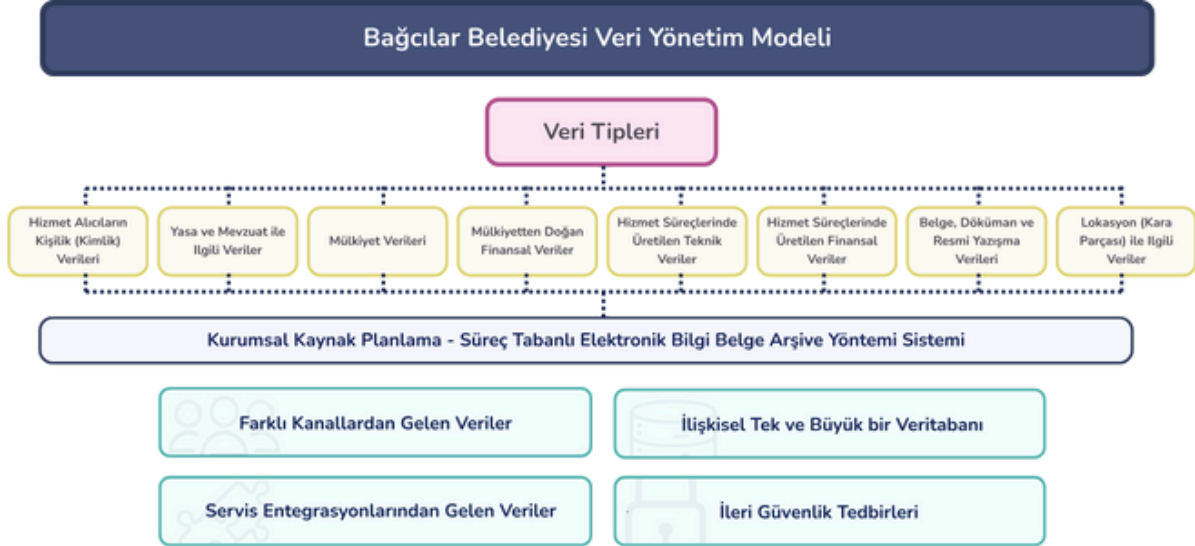 Bağcılar Belediyesi Veri Yönetim Modeli
Veri Tipleri
Hizmet Alıcıların
Kişilik (Kimlik)
Verileri
Yasa ve Mevzuat ile
Ilgili Veriler
Mülkiyet Verileri
Mülkiyetten Doğan
Finansal Veriler
Hizmet Süreçlerinde
Üretilen Teknik
Veriler
Hizmet Süreçlerinde
Üretilen Finansal
Veriler
Belge, Döküman ve
Resmi Yazışma
Verileri
Lokasyon (Kara
Parçası) ile Ilgili
Veriler
Kurumsal Kaynak Planlama - Süreç Tabanlı Elektronik Bilgi Belge Arşive Yöntemi Sistemi
Farklı Kanallardan Gelen Veriler
İlişkisel Tek ve Büyük bir Veritabanı
Servis Entegrasyonlarından Gelen Veriler
İleri Güvenlik Tedbirleri